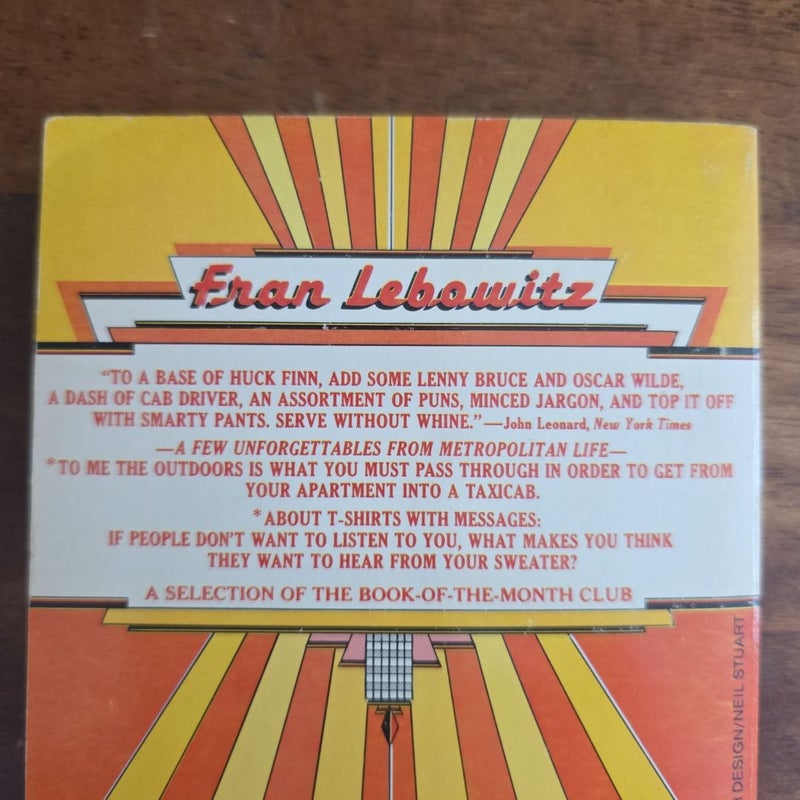 Fran Lebowitz
“TO A BASE OF HUCK FINN, ADD SOME LENNY BRUCE AND OSCAR WILDE,
A DASH OF CAB DRIVER, AN ASSORTMENT OF PUNS, MINCED JARGON, AND TOP IT OFF
WITH SMARTY PANTS. SERVE WITHOUT WHINE.”—John Leonard, New York Times
—A FEW UNFORGETTABLES FROM METROPOLITAN LIFE—
*TO ME THE OUTDOORS IS WHAT YOU MUST PASS THROUGH IN ORDER TO GET FROM
YOUR APARTMENT INTO A TAXICAB.
*ABOUT T-SHIRTS WITH MESSAGES:
IF PEOPLE DON’T WANT TO LISTEN TO YOU, WHAT MAKES YOU THINK
THEY WANT TO HEAR FROM YOUR SWEATER?
A SELECTION OF THE BOOK-OF-THE-MONTH CLUB
DESIGN/NEIL STUART